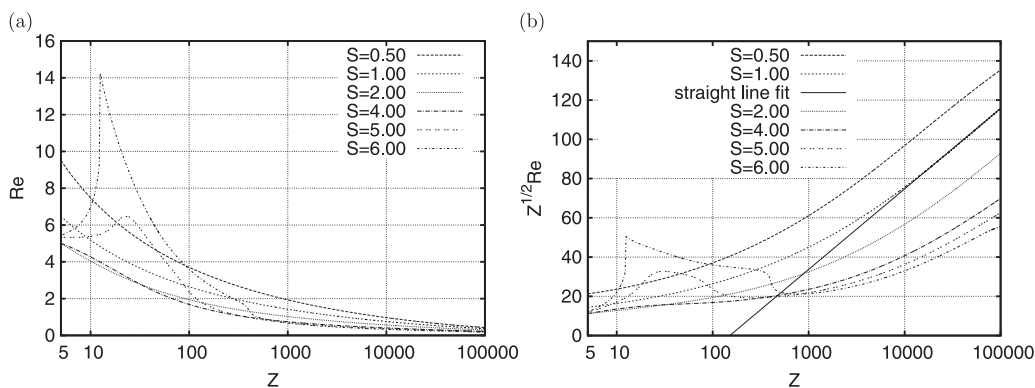 (a)
16
14
12
10
8
6
4
2
0
Re
5 10 100 1000 10000 100000
Z
S=0.50
S=1.00
S=2.00
S=4.00
S=5.00
S=6.00
(b)
140
120
100
80
60
40
20
0
Z^1/2Re
5 10 100 1000 10000 100000
Z
S=0.50
S=1.00
straight line fit
S=2.00
S=4.00
S=5.00
S=6.00